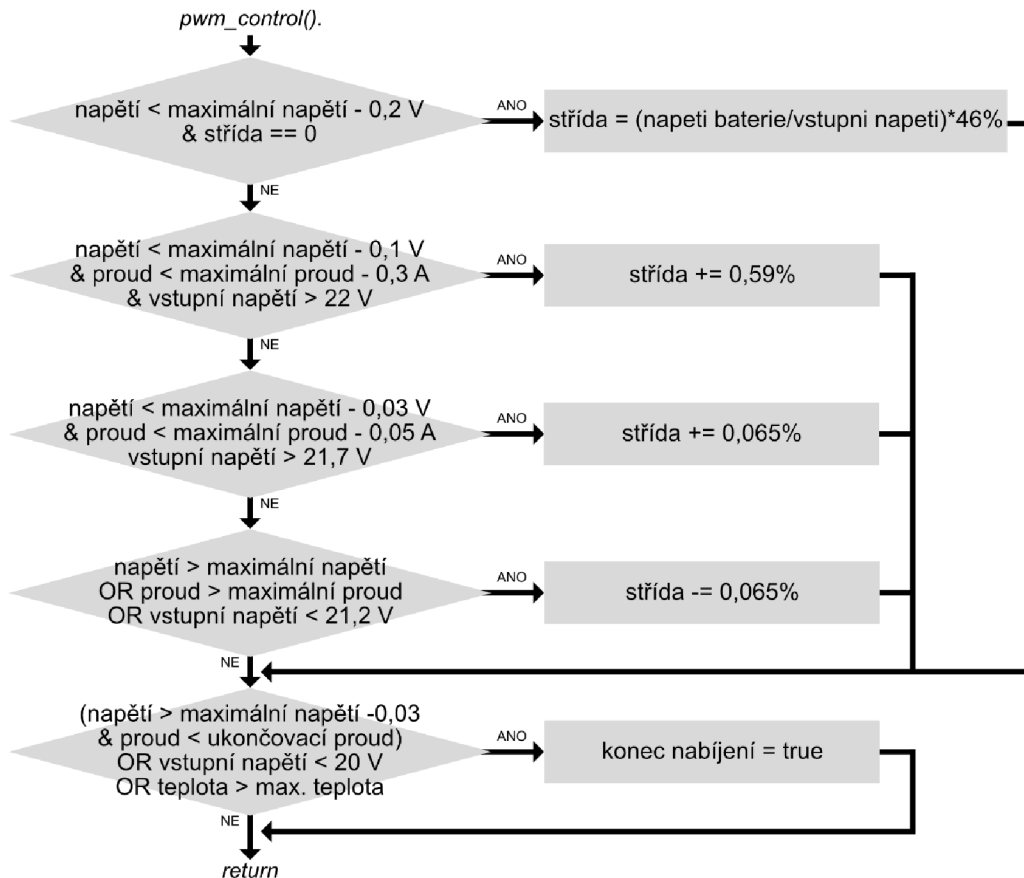 pwm_control().
napětí < maximální napětí - 0,2 V
& střída == 0
ANO
střída = (napeti baterie/vstupni napeti)*46%
NE
napětí < maximální napětí - 0,1 V
& proud < maximální proud - 0,3 A
& vstupní napětí > 22 V
ANO
střída += 0,59%
NE
napětí < maximální napětí - 0,03 V
& proud < maximální proud - 0,05 A
vstupní napětí > 21,7 V
ANO
střída += 0,065%
NE
napětí > maximální napětí
OR proud > maximální proud
OR vstupní napětí < 21,2 V
ANO
střída -= 0,065%
NE
(napětí > maximální napětí -0,03
& proud < ukončovací proud)
OR vstupní napětí < 20 V
OR teplota > max. teplota
ANO
konec nabíjení = true
NE
return